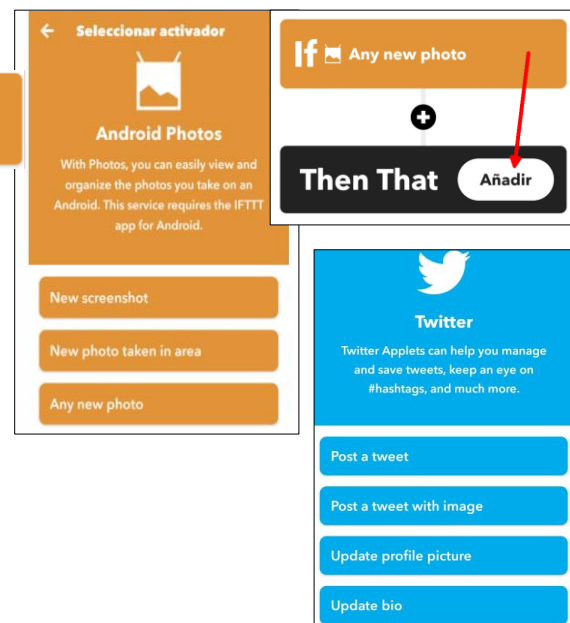 Seleccionar activador
Android Photos
With Photos, you can easily view and
organize the photos you take on an
Android. This service requires the IFTTT
app for Android.
New screenshot
New photo taken in area
Any new photo
If Any new photo
Then That Añadir
Twitter
Twitter Applets can help you manage
and save tweets, keep an eye on
#hashtags, and much more.
Post a tweet
Post a tweet with image
Update profile picture
Update bio